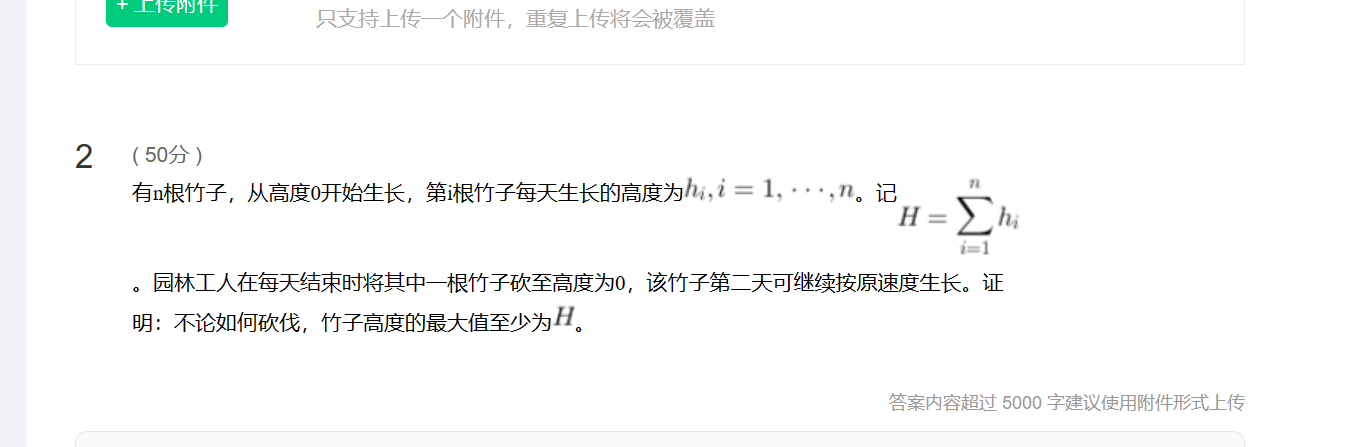 + 上传附件
只支持上传一个附件，重复上传将会被覆盖
2
( 50分 )
有n根竹子，从高度0开始生长，第i根竹子每天生长的高度为h_i, i = 1, ⋯, n。记 H = \sum_{i=1}^{n} h_i
。园林工人在每天结束时将其中一根竹子砍至高度为0，该竹子第二天可继续按原速度生长。证
明：不论如何砍伐，竹子高度的最大值至少为H。
答案内容超过 5000 字建议使用附件形式上传